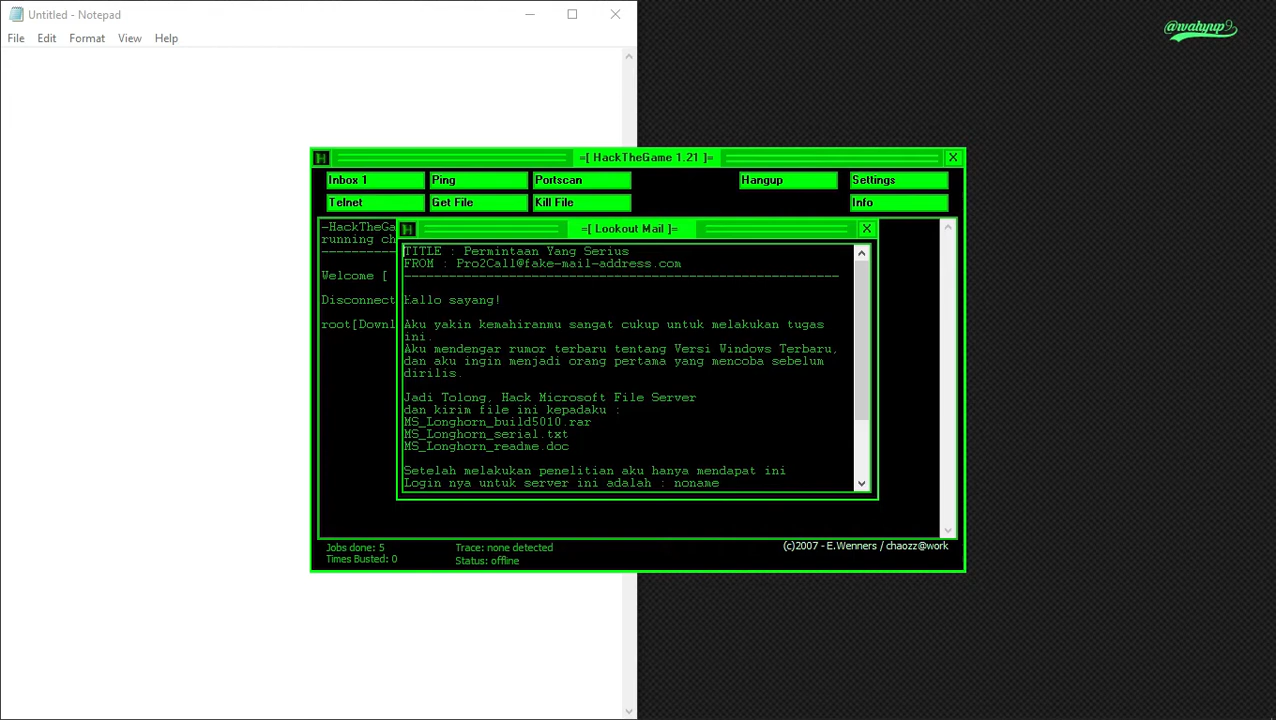 Untitled - Notepad
File Edit Format View Help
@wahyup9
=[ HackTheGame 1.21 ]=
Inbox 1 Ping Portscan Hangup Settings
Telnet Get File Kill File Info
-HackTheGa
running ch
Welcome [
Disconnect
root[Downl
=[ Lookout Mail ]=
TITLE : Permintaan Yang Serius
FROM : Pro2Call@fake-mail-address.com
Hallo sayang!
Aku yakin kemahiranmu sangat cukup untuk melakukan tugas
ini.
Aku mendengar rumor terbaru tentang Versi Windows Terbaru,
dan aku ingin menjadi orang pertama yang mencoba sebelum
dirilis.
Jadi Tolong, Hack Microsoft File Server
dan kirim file ini kepadaku :
MS_Longhorn_build5010.rar
MS_Longhorn_serial.txt
MS_Longhorn_readme.doc
Setelah melakukan penelitian aku hanya mendapat ini
Login nya untuk server ini adalah : noname
Jobs done: 5 Trace: none detected (c)2007 - E.Wenners / chaozz@work
Times Busted: 0 Status: offline